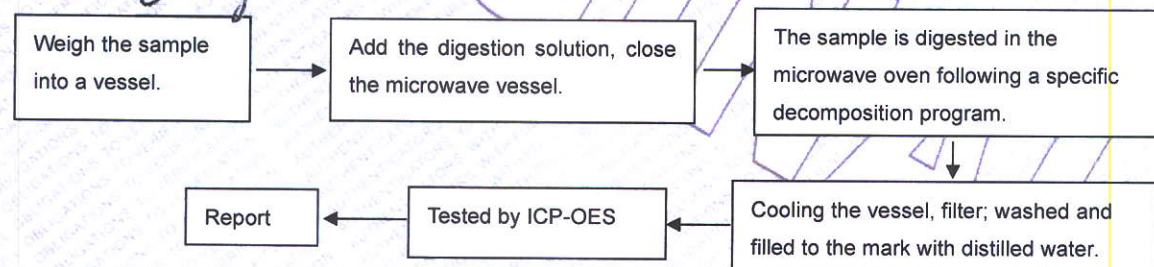 Weigh the sample
into a vessel.
Add the digestion solution, close
the microwave vessel.
The sample is digested in the
microwave oven following a specific
decomposition program.
Cooling the vessel, filter; washed and
filled to the mark with distilled water.
Tested by ICP-OES
Report